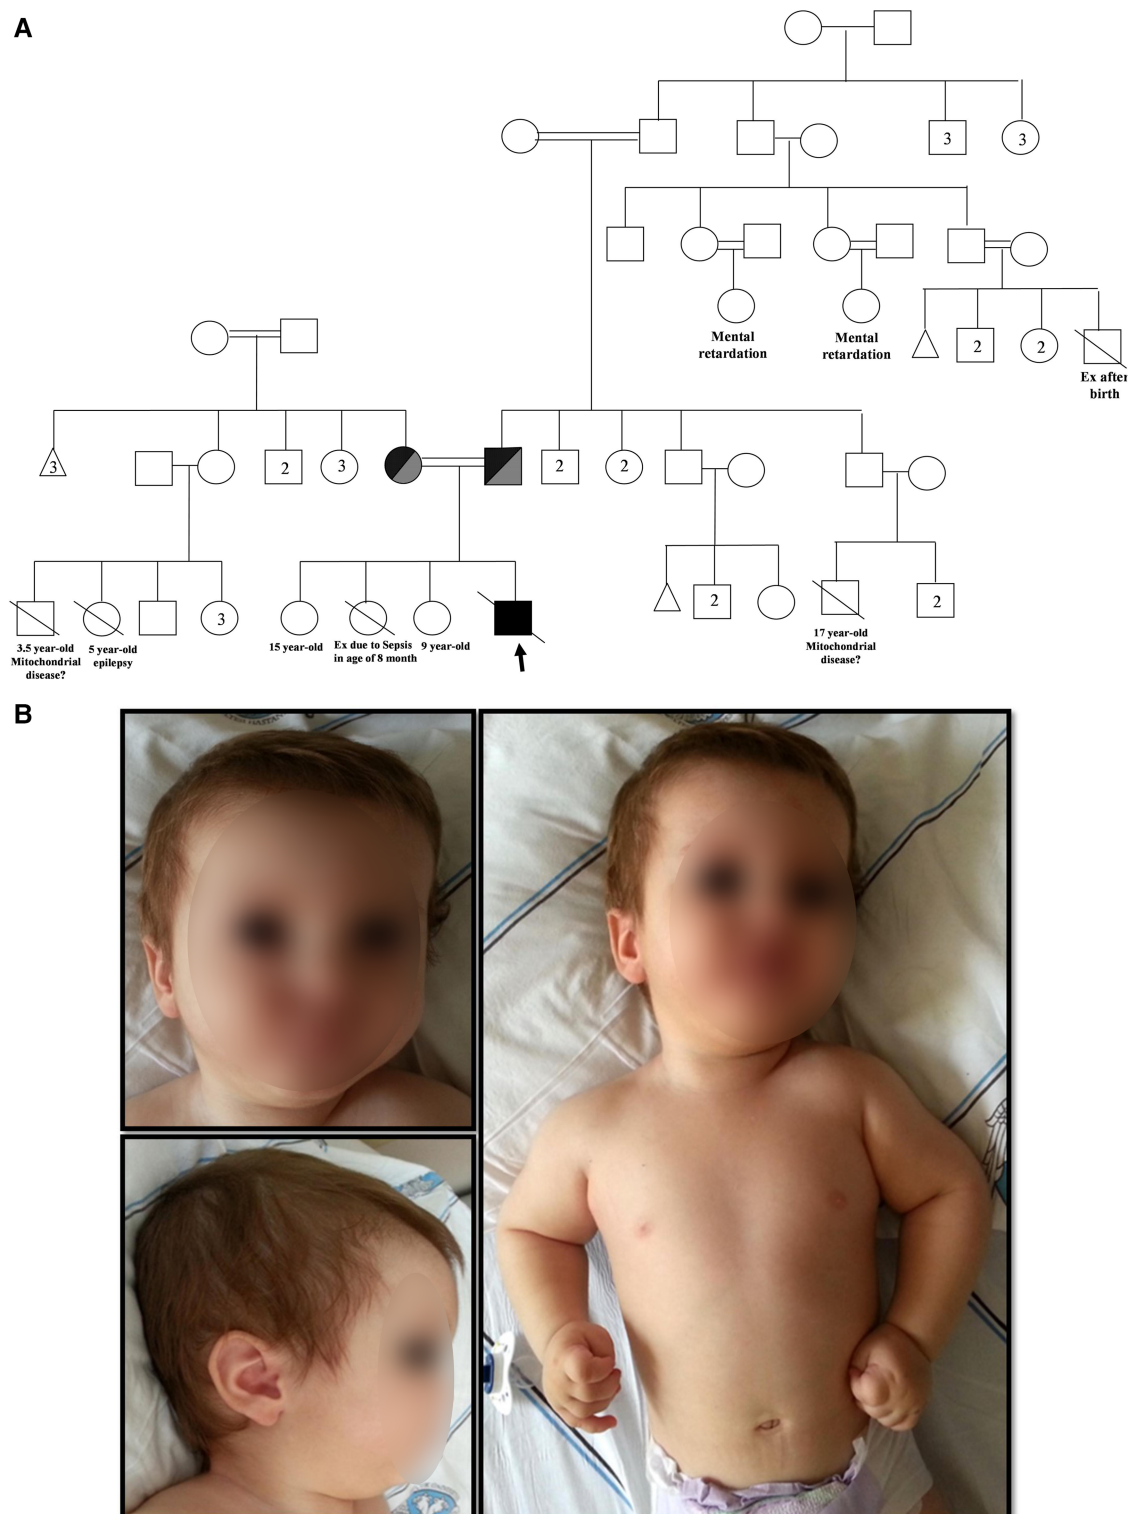 A
3
3
Mental
retardation
Mental
retardation
2
2
Ex after
birth
3
2
3
2
2
3
2
2
3.5 year-old
Mitochondrial
disease?
5 year-old
epilepsy
15 year-old
Ex due to Sepsis
in age of 8 month
9 year-old
17 year-old
Mitochondrial
disease?
B